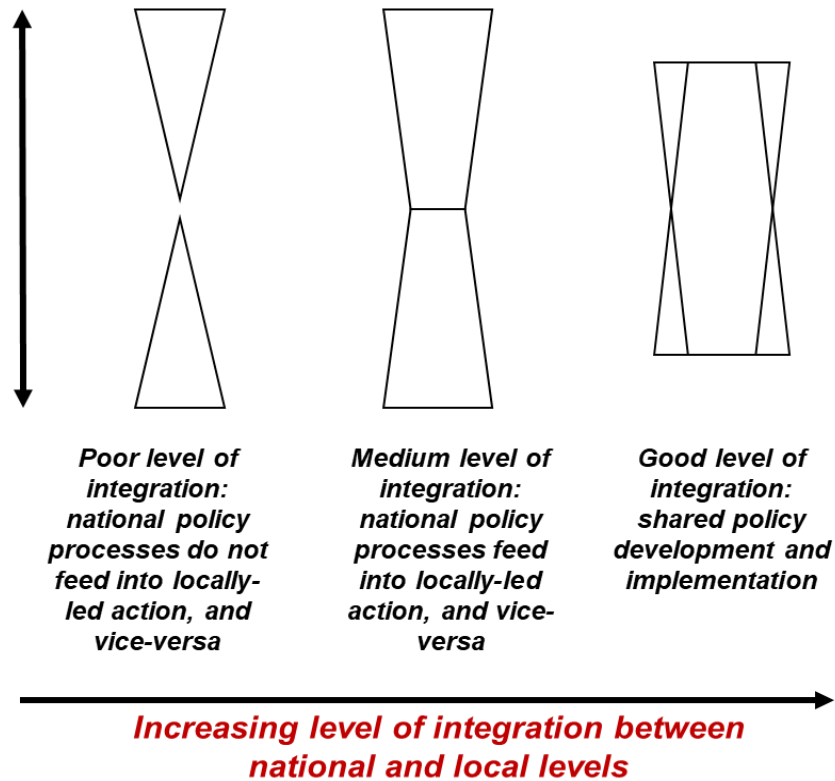 Poor level of
integration:
national policy
processes do not
feed into locally-
led action, and
vice-versa
Medium level of
integration:
national policy
processes feed
into locally-led
action, and vice-
versa
Good level of
integration:
shared policy
development and
implementation
Increasing level of integration between
national and local levels